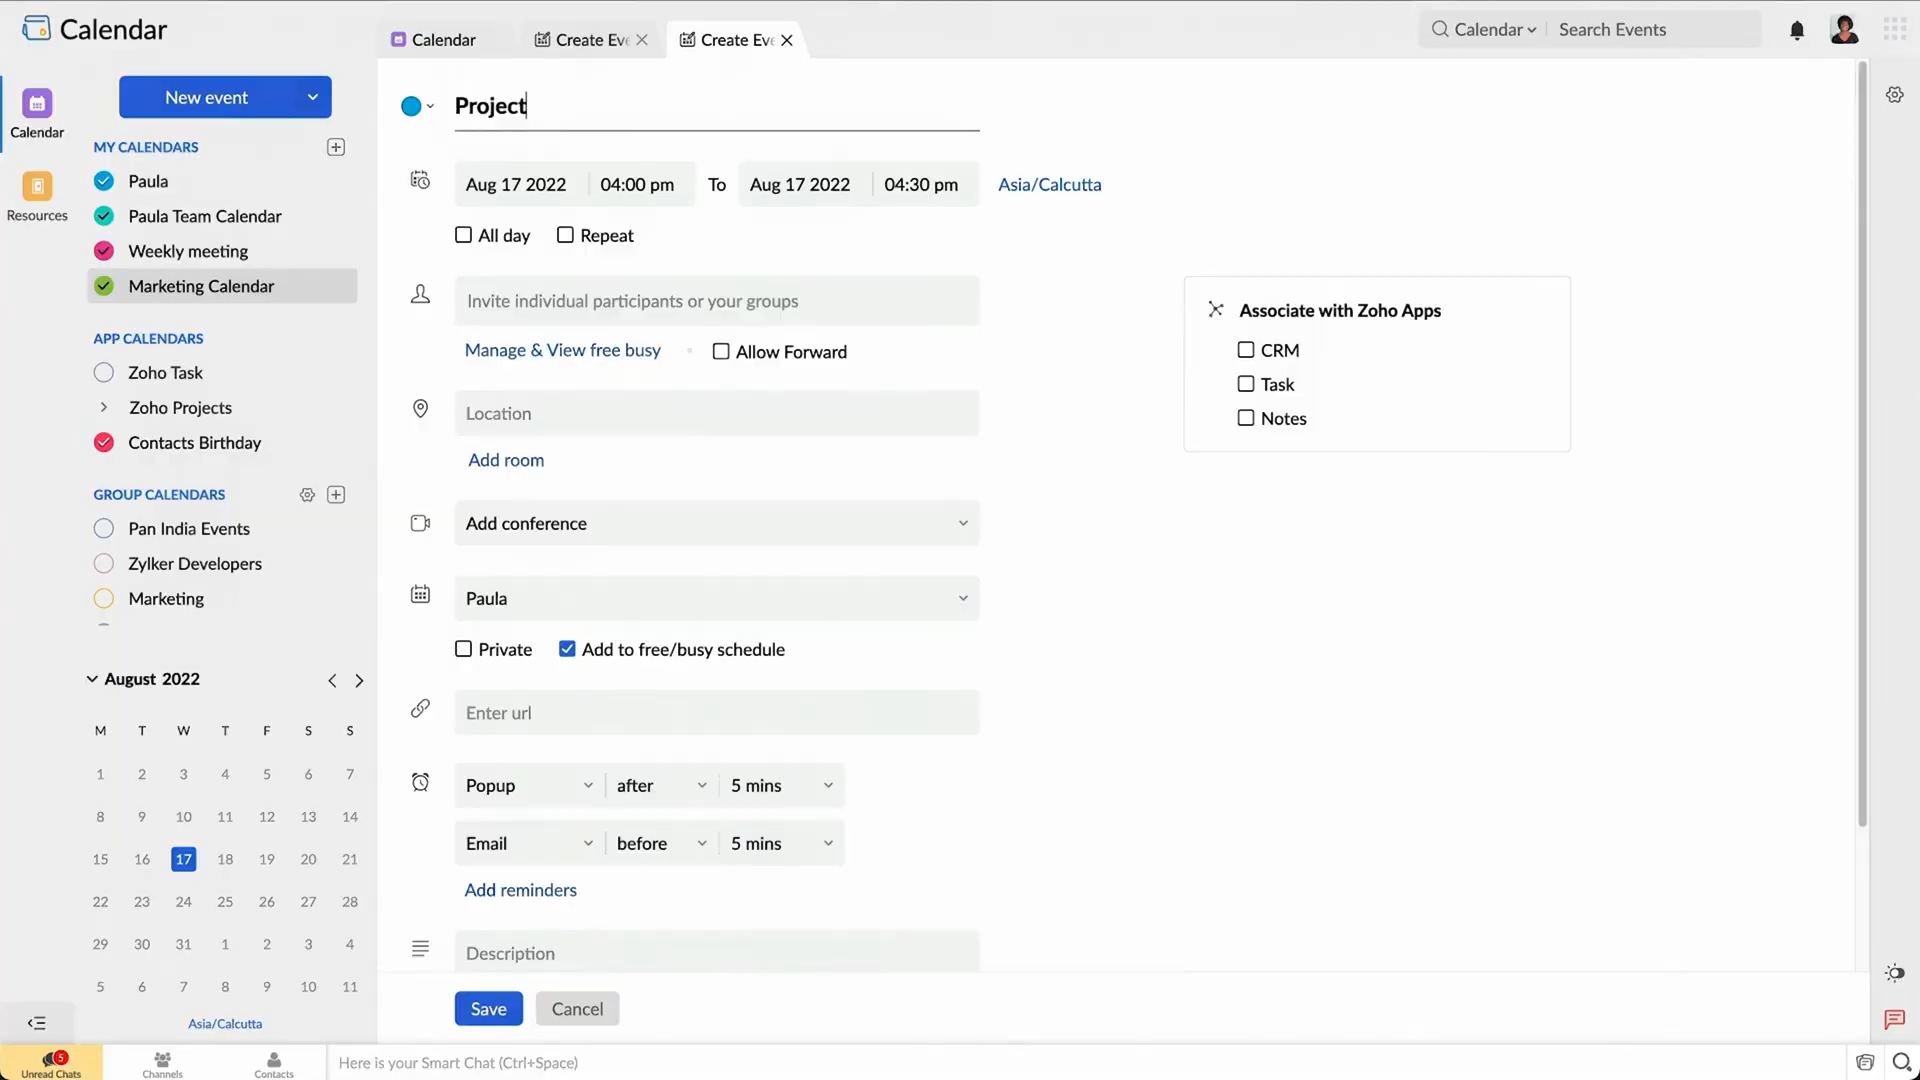 Calendar
Calendar
Create Eve
Create Eve
Calendar
Search Events
Calendar
Resources
New event
MY CALENDARS
Paula
Paula Team Calendar
Weekly meeting
Marketing Calendar
APP CALENDARS
Zoho Task
Zoho Projects
Contacts Birthday
GROUP CALENDARS
Pan India Events
Zylker Developers
Marketing
August 2022
M T W T F S S
1 2 3 4 5 6 7
8 9 10 11 12 13 14
15 16 17 18 19 20 21
22 23 24 25 26 27 28
29 30 31 1 2 3 4
5 6 7 8 9 10 11
Asia/Calcutta
Project
Aug 17 2022 04:00 pm To Aug 17 2022 04:30 pm Asia/Calcutta
All day Repeat
Invite individual participants or your groups
Manage & View free busy Allow Forward
Location
Add room
Add conference
Paula
Private Add to free/busy schedule
Enter url
Popup after 5 mins
Email before 5 mins
Add reminders
Description
Save Cancel
Associate with Zoho Apps
CRM
Task
Notes
5
Unread Chats Channels Contacts
Here is your Smart Chat (Ctrl+Space)